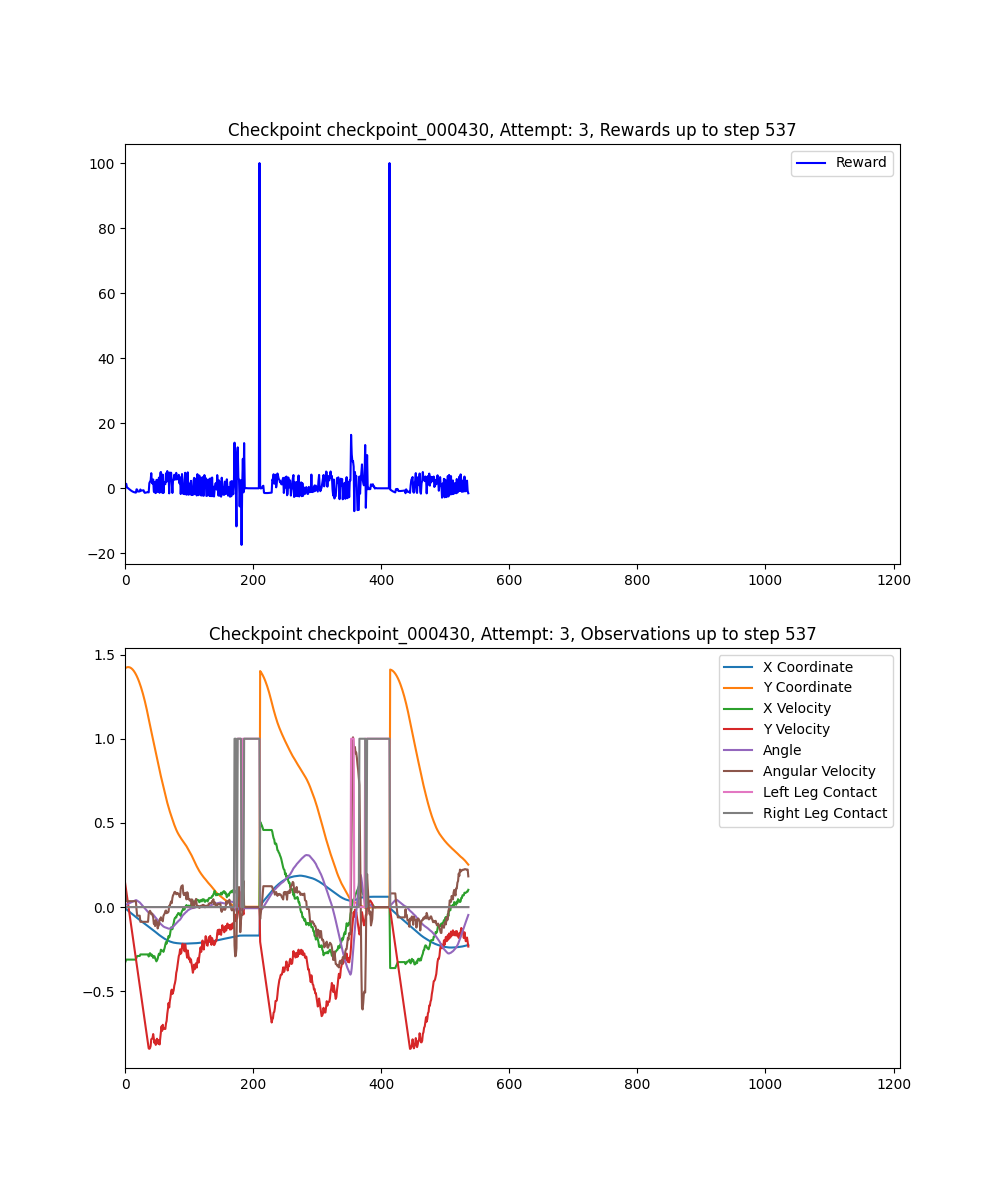 Checkpoint checkpoint_000430, Attempt: 3, Rewards up to step 537
Reward
100
80
60
40
20
0
−20
0 200 400 600 800 1000 1200
Checkpoint checkpoint_000430, Attempt: 3, Observations up to step 537
X Coordinate
Y Coordinate
X Velocity
Y Velocity
Angle
Angular Velocity
Left Leg Contact
Right Leg Contact
1.5
1.0
0.5
0.0
−0.5
0 200 400 600 800 1000 1200